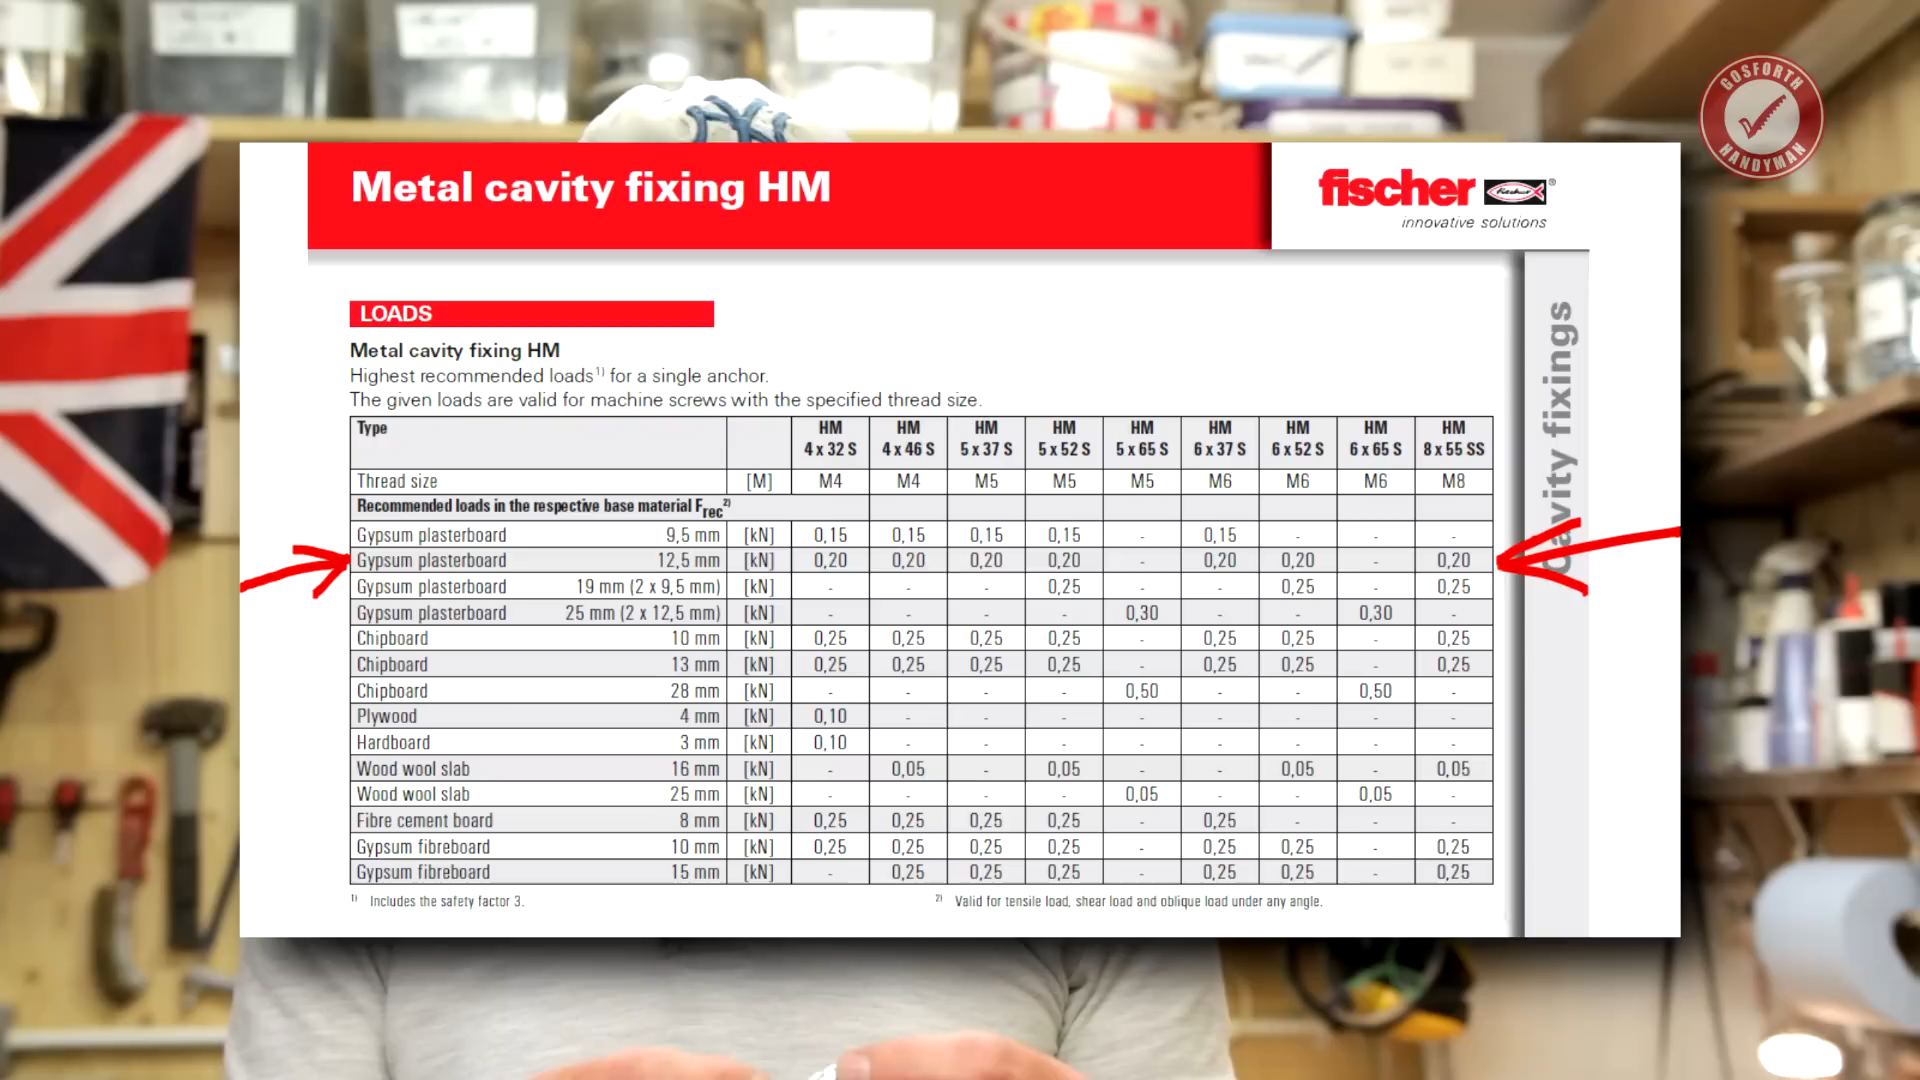 GOSFORTH
HANDYMAN
Metal cavity fixing HM
fischer
innovative solutions
Cavity fixings
LOADS
Metal cavity fixing HM
Highest recommended loads¹⁾ for a single anchor.
The given loads are valid for machine screws with the specified thread size.
Type HM 4 x 32 S HM 4 x 46 S HM 5 x 37 S HM 5 x 52 S HM 5 x 65 S HM 6 x 37 S HM 6 x 52 S HM 6 x 65 S HM 8 x 55 SS
Thread size [M] M4 M4 M5 M5 M5 M6 M6 M6 M8
Recommended loads in the respective base material Frec²⁾
Gypsum plasterboard 9,5 mm [kN] 0,15 0,15 0,15 0,15 - 0,15 - - -
Gypsum plasterboard 12,5 mm [kN] 0,20 0,20 0,20 0,20 - 0,20 0,20 - 0,20
Gypsum plasterboard 19 mm (2 x 9,5 mm) [kN] - - - 0,25 - - 0,25 - 0,25
Gypsum plasterboard 25 mm (2 x 12,5 mm) [kN] - - - - 0,30 - - 0,30 -
Chipboard 10 mm [kN] 0,25 0,25 0,25 0,25 - 0,25 0,25 - 0,25
Chipboard 13 mm [kN] 0,25 0,25 0,25 0,25 - 0,25 0,25 - 0,25
Chipboard 28 mm [kN] - - - - 0,50 - - 0,50 -
Plywood 4 mm [kN] 0,10 - - - - - - - -
Hardboard 3 mm [kN] 0,10 - - - - - - - -
Wood wool slab 16 mm [kN] - 0,05 - 0,05 - - 0,05 - 0,05
Wood wool slab 25 mm [kN] - - - - 0,05 - - 0,05 -
Fibre cement board 8 mm [kN] 0,25 0,25 0,25 0,25 - 0,25 - - -
Gypsum fibreboard 10 mm [kN] 0,25 0,25 0,25 0,25 - 0,25 0,25 - 0,25
Gypsum fibreboard 15 mm [kN] - 0,25 0,25 0,25 - 0,25 0,25 - 0,25
¹⁾ Includes the safety factor 3.
²⁾ Valid for tensile load, shear load and oblique load under any angle.